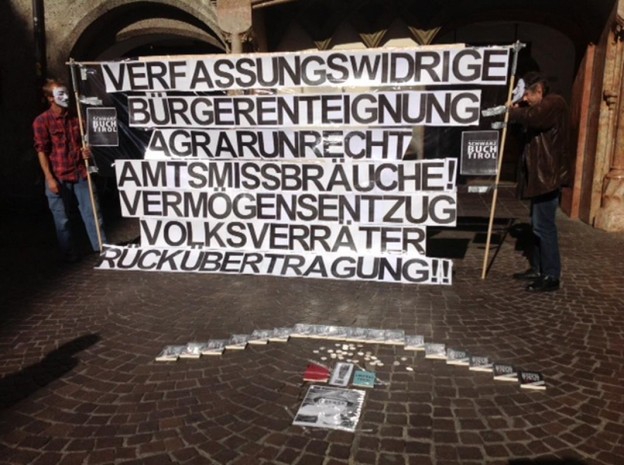 VERFASSUNGSWIDRIGE
BÜRGERENTEIGNUNG
AGRARUNRECHT
AMTSMISSBRÄUCHE!
VERMÖGENSENTZUG
VOLKSVERRÄTER
RÜCKÜBERTRAGUNG!!
SCHWARZ
BUCH
TIROL
SCHWARZ
BUCH
TIROL